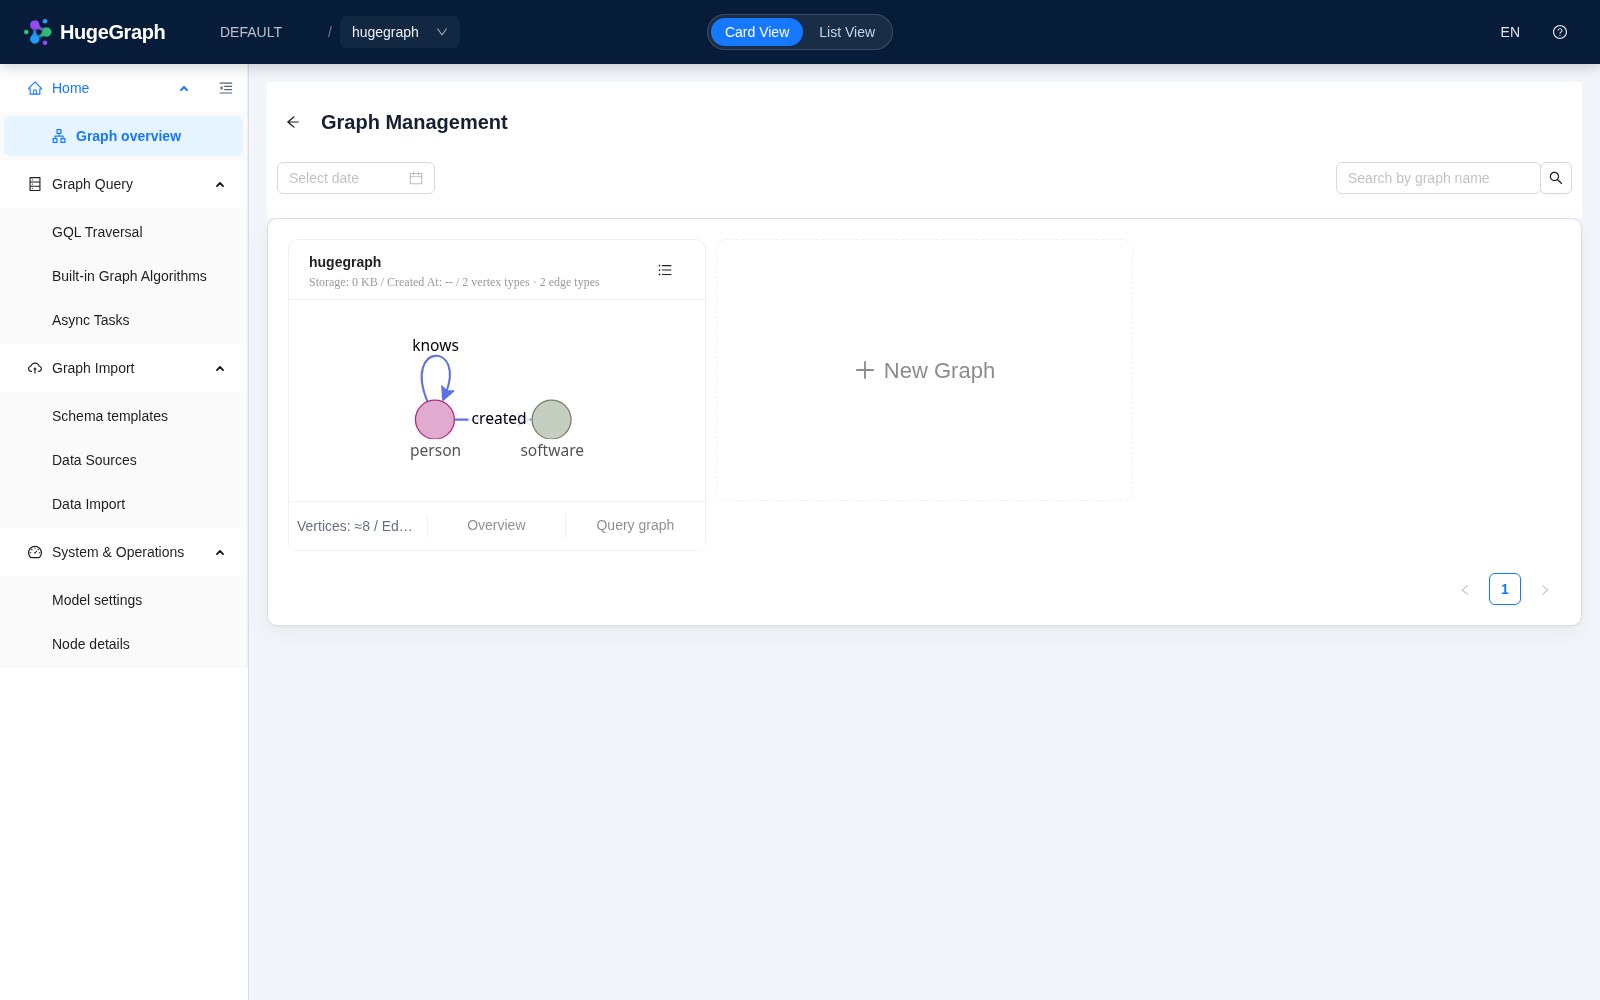 HugeGraph
DEFAULT / hugegraph
Card View
List View
EN
Home
Graph overview
Graph Query
GQL Traversal
Built-in Graph Algorithms
Async Tasks
Graph Import
Schema templates
Data Sources
Data Import
System & Operations
Model settings
Node details
Graph Management
Select date
Search by graph name
hugegraph
Storage: 0 KB / Created At: -- / 2 vertex types · 2 edge types
knows
created
person
software
Vertices: ≈8 / Ed...
Overview
Query graph
New Graph
1